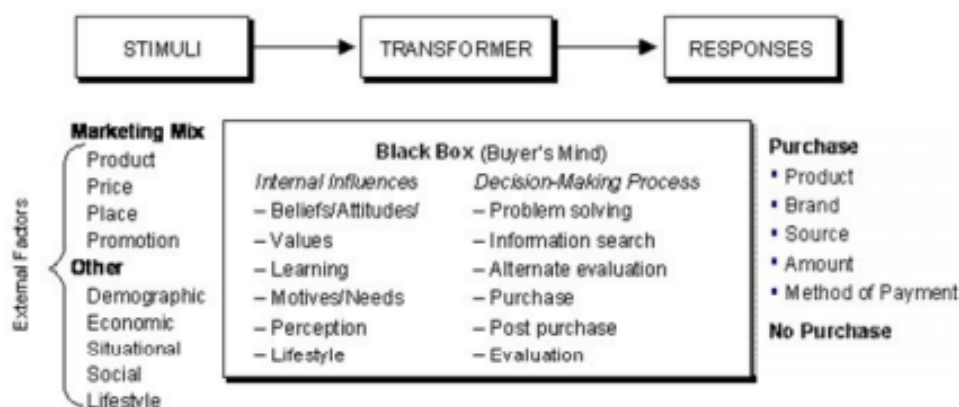 STIMULI
TRANSFORMER
RESPONSES
External Factors
Marketing Mix
Product
Price
Place
Promotion
Other
Demographic
Economic
Situational
Social
Lifestyle
Black Box (Buyer's Mind)
Internal Influences
– Beliefs/Attitudes/
– Values
– Learning
– Motives/Needs
– Perception
– Lifestyle
Decision-Making Process
– Problem solving
– Information search
– Alternate evaluation
– Purchase
– Post purchase
– Evaluation
Purchase
▪ Product
▪ Brand
▪ Source
▪ Amount
▪ Method of Payment
No Purchase